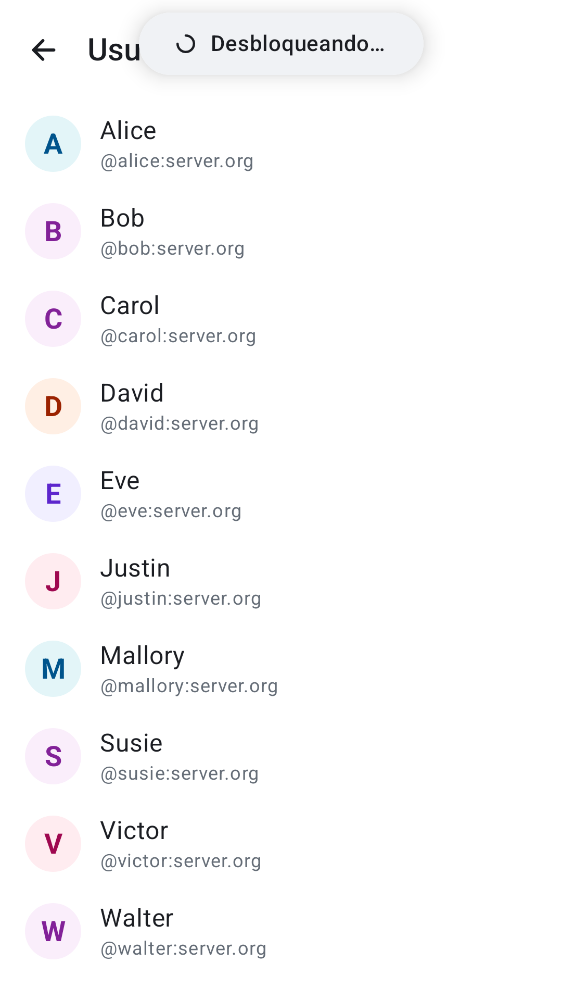 Usu
Desbloqueando…
A
Alice
@alice:server.org
B
Bob
@bob:server.org
C
Carol
@carol:server.org
D
David
@david:server.org
E
Eve
@eve:server.org
J
Justin
@justin:server.org
M
Mallory
@mallory:server.org
S
Susie
@susie:server.org
V
Victor
@victor:server.org
W
Walter
@walter:server.org